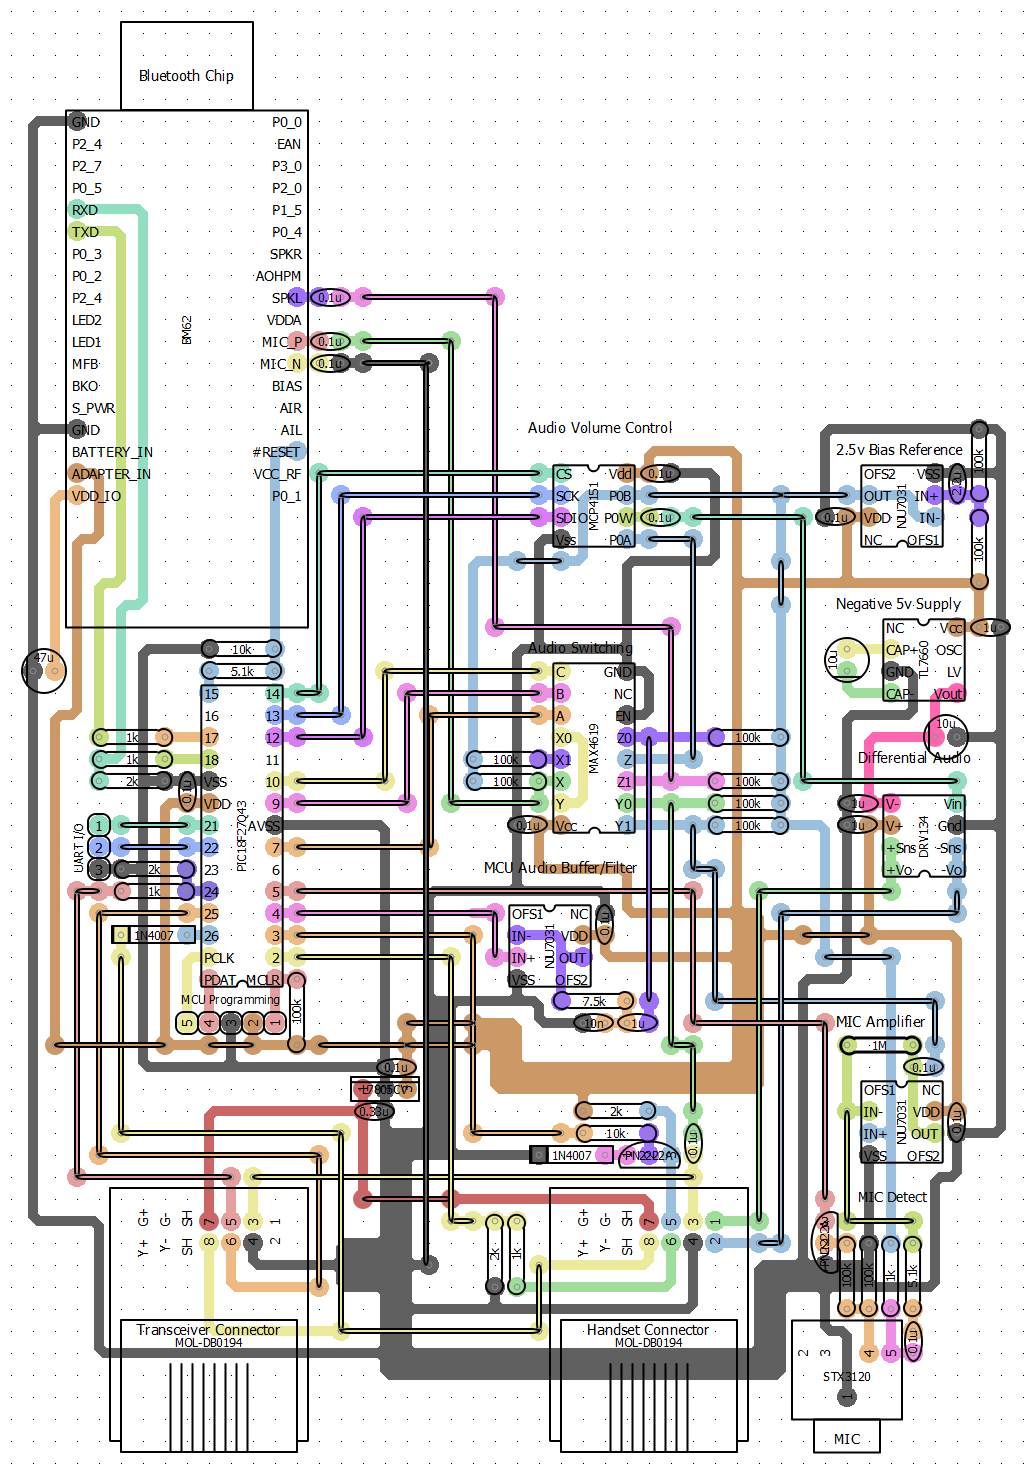 Bluetooth Chip
GND P0_0
P2_4 EAN
P2_7 P3_0
P0_5 P2_0
RXD P1_5
TXD P0_4
P0_3 SPKR
P0_2 AOHPM
P2_4 SPKL 0.1u
LED2 VDDA
BM62
LED1 MIC_P 0.1u
MFB MIC_N 0.1u
BKO BIAS
S_PWR AIR
GND AIL
BATTERY_IN #RESET
ADAPTER_IN VCC_RF
VDD_IO P0_1
Audio Volume Control
CS Vdd 0.1u
SCK P0B
SDIO P0W 0.1u
Vss P0A
MCP4151
2.5v Bias Reference
100k
OFS2 VSS
OUT IN+
VDD IN-
NC OFS1
NJU7031
0.1u
100k
Negative 5v Supply
NC Vcc 1u
CAP+ OSC
GND LV
CAP- Vout
TL7660
10u
10u
47u
10k
5.1k
15 14
16 13
17 12
18 11
VSS 10
VDD 9
21 AVSS
22 7
23 6
24 5
25 4
26 3
PCLK 2
PDAT MCLR
PIC18F27Q43
1k
1k
2k
0.1u
UART I/O
1
2
3
2k
1k
1N4007
MCU Programming
5 4 3 2 1
100k
Audio Switching
C GND
B NC
A EN
X0 Z0
X1 Z
X Z1
Y Y0
Vcc Y1
MAX4619
100k
100k
0.1u
100k
100k
100k
100k
Differential Audio
1u V- Vin
1u V+ Gnd
+Sns -Sns
+Vo -Vo
DRV134
MCU Audio Buffer/Filter
OFS1 NC
IN- VDD
IN+ OUT
VSS OFS2
NJU7031
0.1u
7.5k
10n 1u
0.1u
0.33u
2k
10k
1N4007
PN2222A
0.1u
MIC Amplifier
1M
0.1u
OFS1 NC
IN- VDD
IN+ OUT
VSS OFS2
NJU7031
0.1u
MIC Detect
100k
100k
1k
5.1k
0.1u
2 3 4 5
STX3120
1
MIC
Y+ G+
Y- G-
SH SH
7 5 3 1
8 6 4 2
Transceiver Connector
MOL-DB0194
2k
1k
Y+ G+
Y- G-
SH SH
7 5 3 1
8 6 4 2
Handset Connector
MOL-DB0194